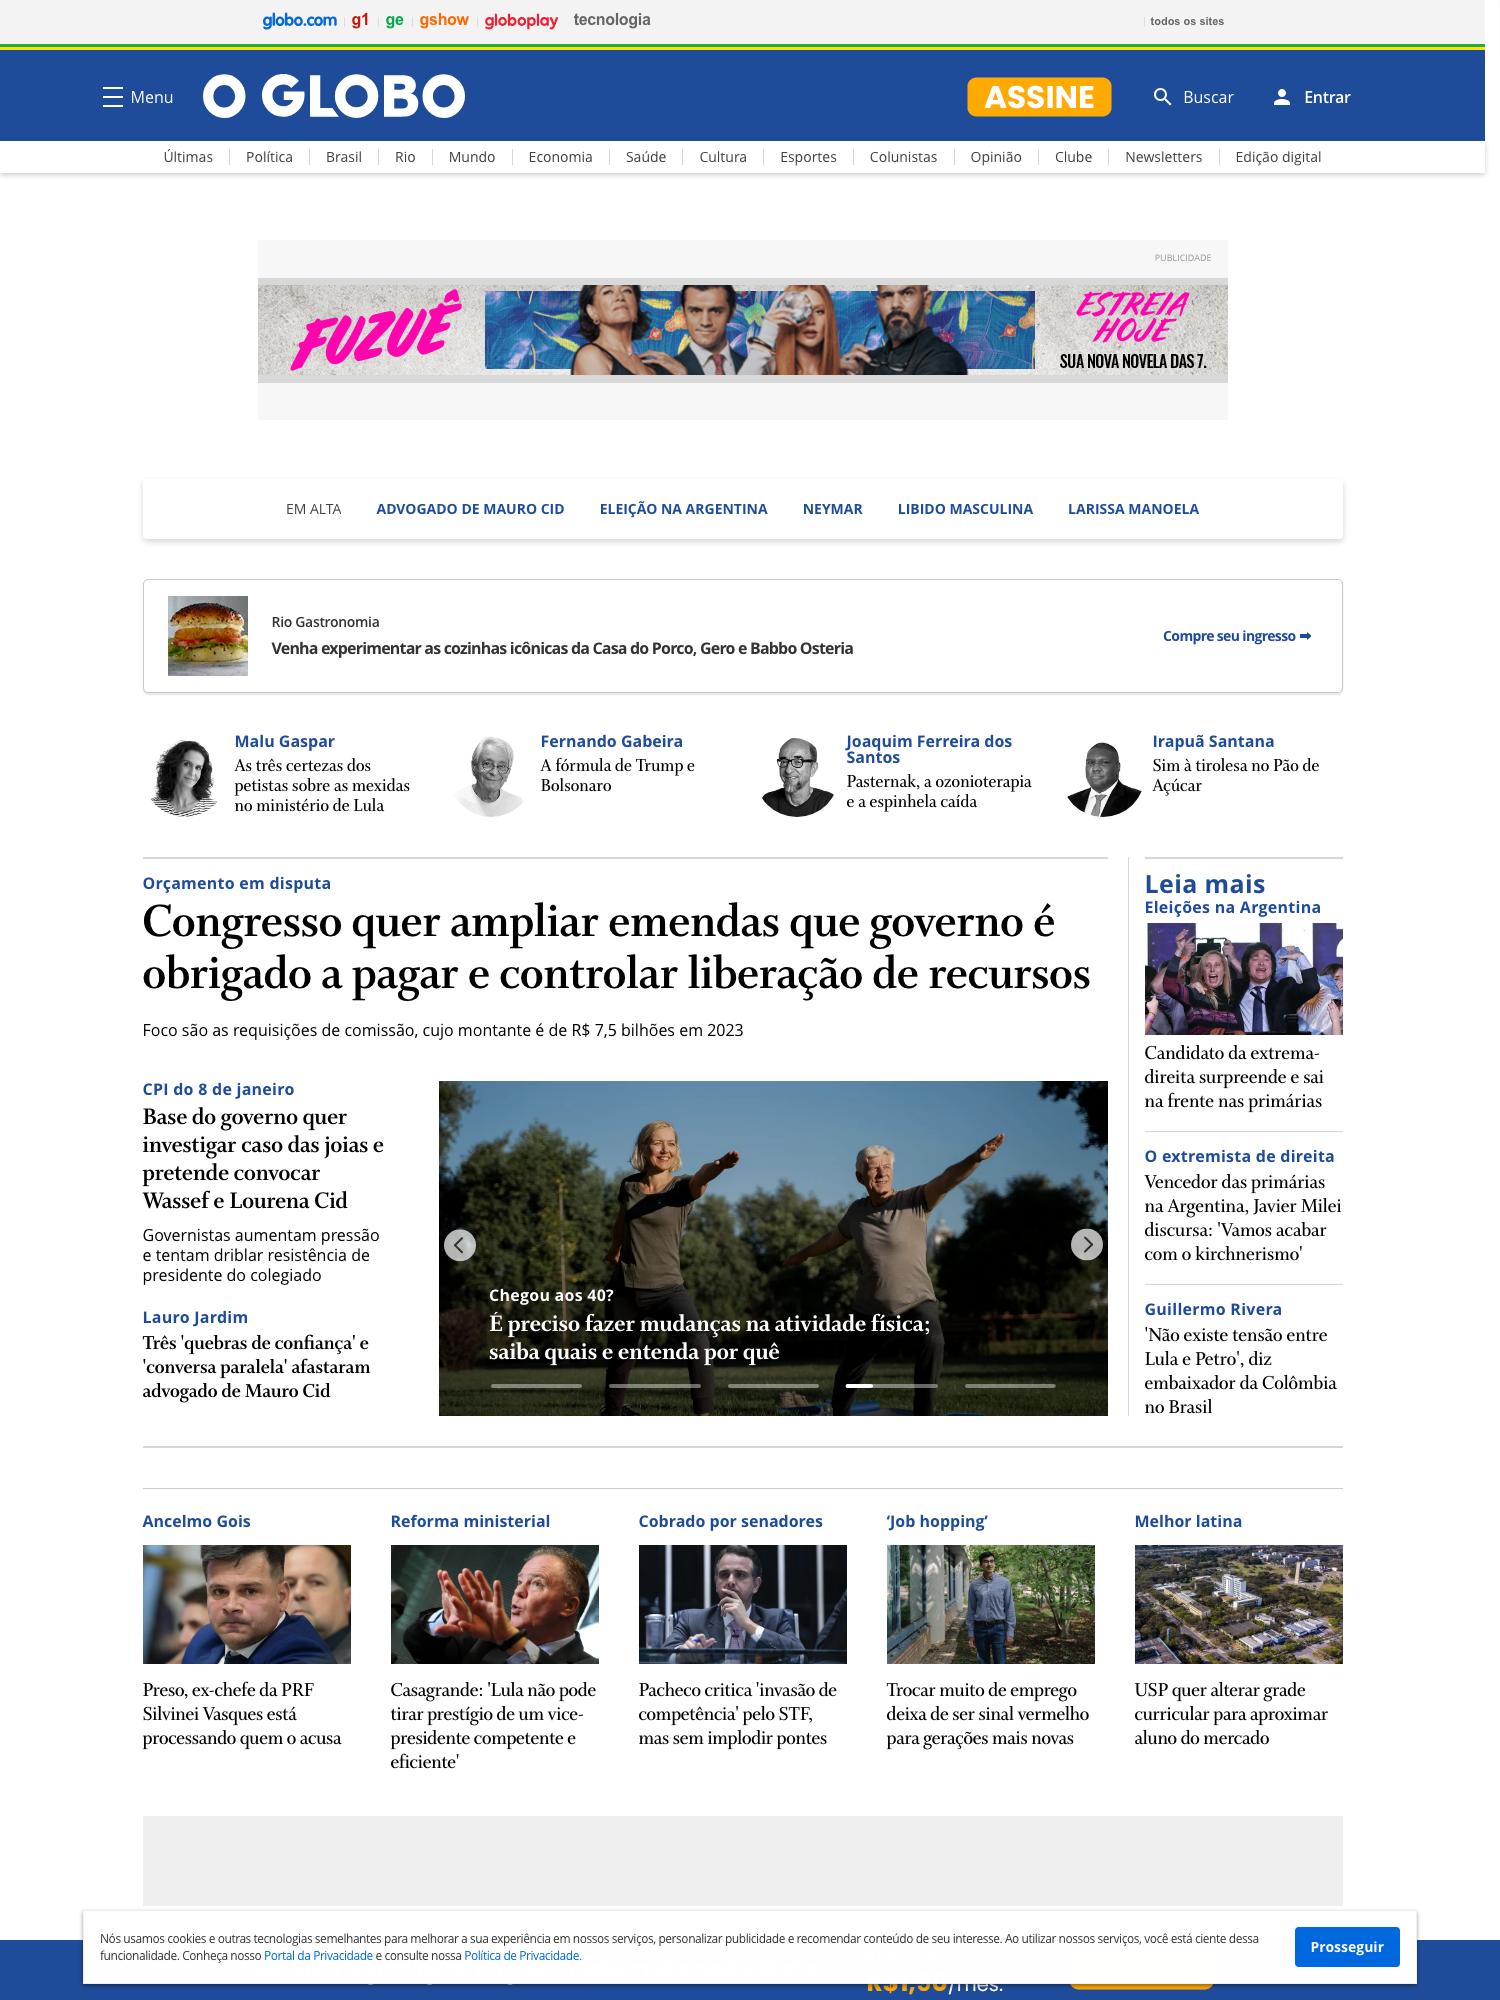 globo.com g1 ge gshow globoplay tecnologia todos os sites
Menu O GLOBO ASSINE Buscar Entrar
Últimas Política Brasil Rio Mundo Economia Saúde Cultura Esportes Colunistas Opinião Clube Newsletters Edição digital
PUBLICIDADE
FUZUÊ
ESTREIA
HOJE
SUA NOVA NOVELA DAS 7.
EM ALTA ADVOGADO DE MAURO CID ELEIÇÃO NA ARGENTINA NEYMAR LIBIDO MASCULINA LARISSA MANOELA
Rio Gastronomia
Venha experimentar as cozinhas icônicas da Casa do Porco, Gero e Babbo Osteria
Compre seu ingresso ➡
Malu Gaspar
As três certezas dos
petistas sobre as mexidas
no ministério de Lula
Fernando Gabeira
A fórmula de Trump e
Bolsonaro
Joaquim Ferreira dos
Santos
Pasternak, a ozonioterapia
e a espinhela caída
Irapuã Santana
Sim à tirolesa no Pão de
Açúcar
Orçamento em disputa
Congresso quer ampliar emendas que governo é
obrigado a pagar e controlar liberação de recursos
Foco são as requisições de comissão, cujo montante é de R$ 7,5 bilhões em 2023
CPI do 8 de janeiro
Base do governo quer
investigar caso das joias e
pretende convocar
Wassef e Lourena Cid
Governistas aumentam pressão
e tentam driblar resistência de
presidente do colegiado
Lauro Jardim
Três 'quebras de confiança' e
'conversa paralela' afastaram
advogado de Mauro Cid
Chegou aos 40?
É preciso fazer mudanças na atividade física;
saiba quais e entenda por quê
Leia mais
Eleições na Argentina
Candidato da extrema-
direita surpreende e sai
na frente nas primárias
O extremista de direita
Vencedor das primárias
na Argentina, Javier Milei
discursa: 'Vamos acabar
com o kirchnerismo'
Guillermo Rivera
'Não existe tensão entre
Lula e Petro', diz
embaixador da Colômbia
no Brasil
Ancelmo Gois
Preso, ex-chefe da PRF
Silvinei Vasques está
processando quem o acusa
Reforma ministerial
Casagrande: 'Lula não pode
tirar prestígio de um vice-
presidente competente e
eficiente'
Cobrado por senadores
Pacheco critica 'invasão de
competência' pelo STF,
mas sem implodir pontes
‘Job hopping’
Trocar muito de emprego
deixa de ser sinal vermelho
para gerações mais novas
Melhor latina
USP quer alterar grade
curricular para aproximar
aluno do mercado
Nós usamos cookies e outras tecnologias semelhantes para melhorar a sua experiência em nossos serviços, personalizar publicidade e recomendar conteúdo de seu interesse. Ao utilizar nossos serviços, você está ciente dessa
funcionalidade. Conheça nosso Portal da Privacidade e consulte nossa Política de Privacidade.
Prosseguir
/mês.